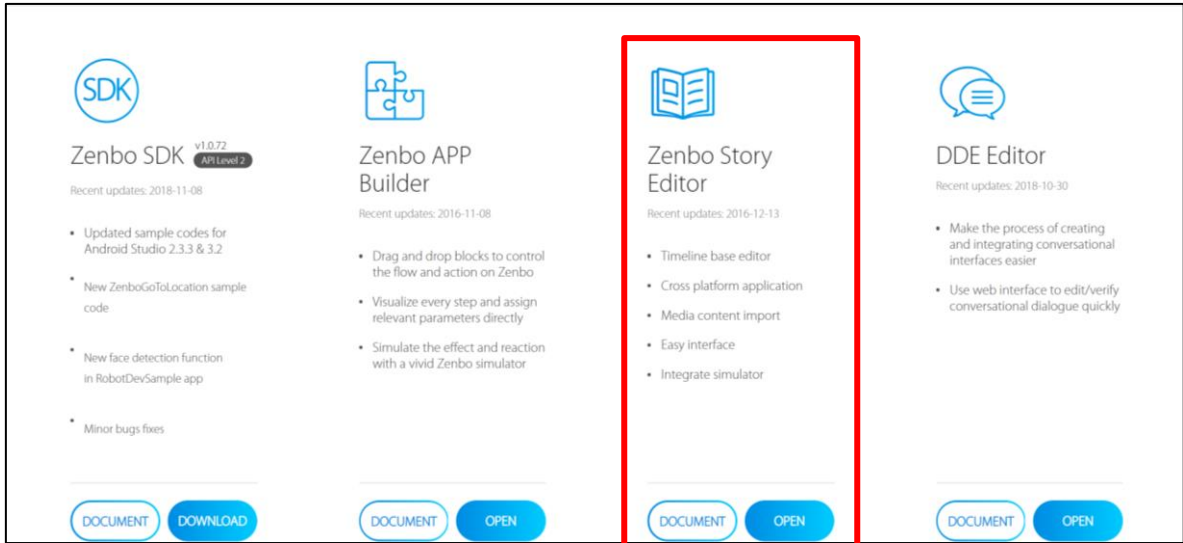 SDK
Zenbo SDK v1.0.72
API Level 2
Recent updates: 2018-11-08
• Updated sample codes for
Android Studio 2.3.3 & 3.2
• New ZenboGoToLocation sample
code
• New face detection function
in RobotDevSample app
• Minor bugs fixes
DOCUMENT DOWNLOAD
Zenbo APP
Builder
Recent updates: 2016-11-08
• Drag and drop blocks to control
the flow and action on Zenbo
• Visualize every step and assign
relevant parameters directly
• Simulate the effect and reaction
with a vivid Zenbo simulator
DOCUMENT OPEN
Zenbo Story
Editor
Recent updates: 2016-12-13
• Timeline base editor
• Cross platform application
• Media content import
• Easy interface
• Integrate simulator
DOCUMENT OPEN
DDE Editor
Recent updates: 2018-10-30
• Make the process of creating
and integrating conversational
interfaces easier
• Use web interface to edit/verify
conversational dialogue quickly
DOCUMENT OPEN